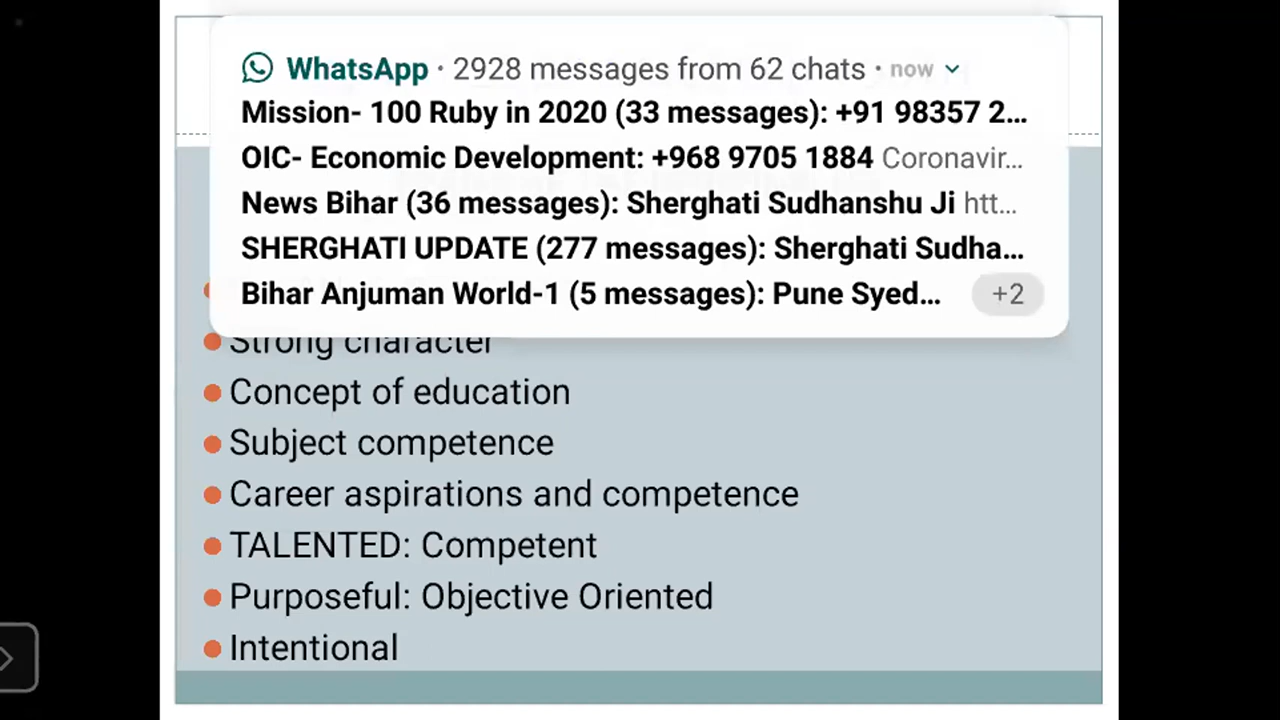 WhatsApp · 2928 messages from 62 chats · now
Mission- 100 Ruby in 2020 (33 messages): +91 98357 2...
OIC- Economic Development: +968 9705 1884 Coronavir...
News Bihar (36 messages): Sherghati Sudhanshu Ji htt...
SHERGHATI UPDATE (277 messages): Sherghati Sudha...
Bihar Anjuman World-1 (5 messages): Pune Syed... +2
Strong character
Concept of education
Subject competence
Career aspirations and competence
TALENTED: Competent
Purposeful: Objective Oriented
Intentional